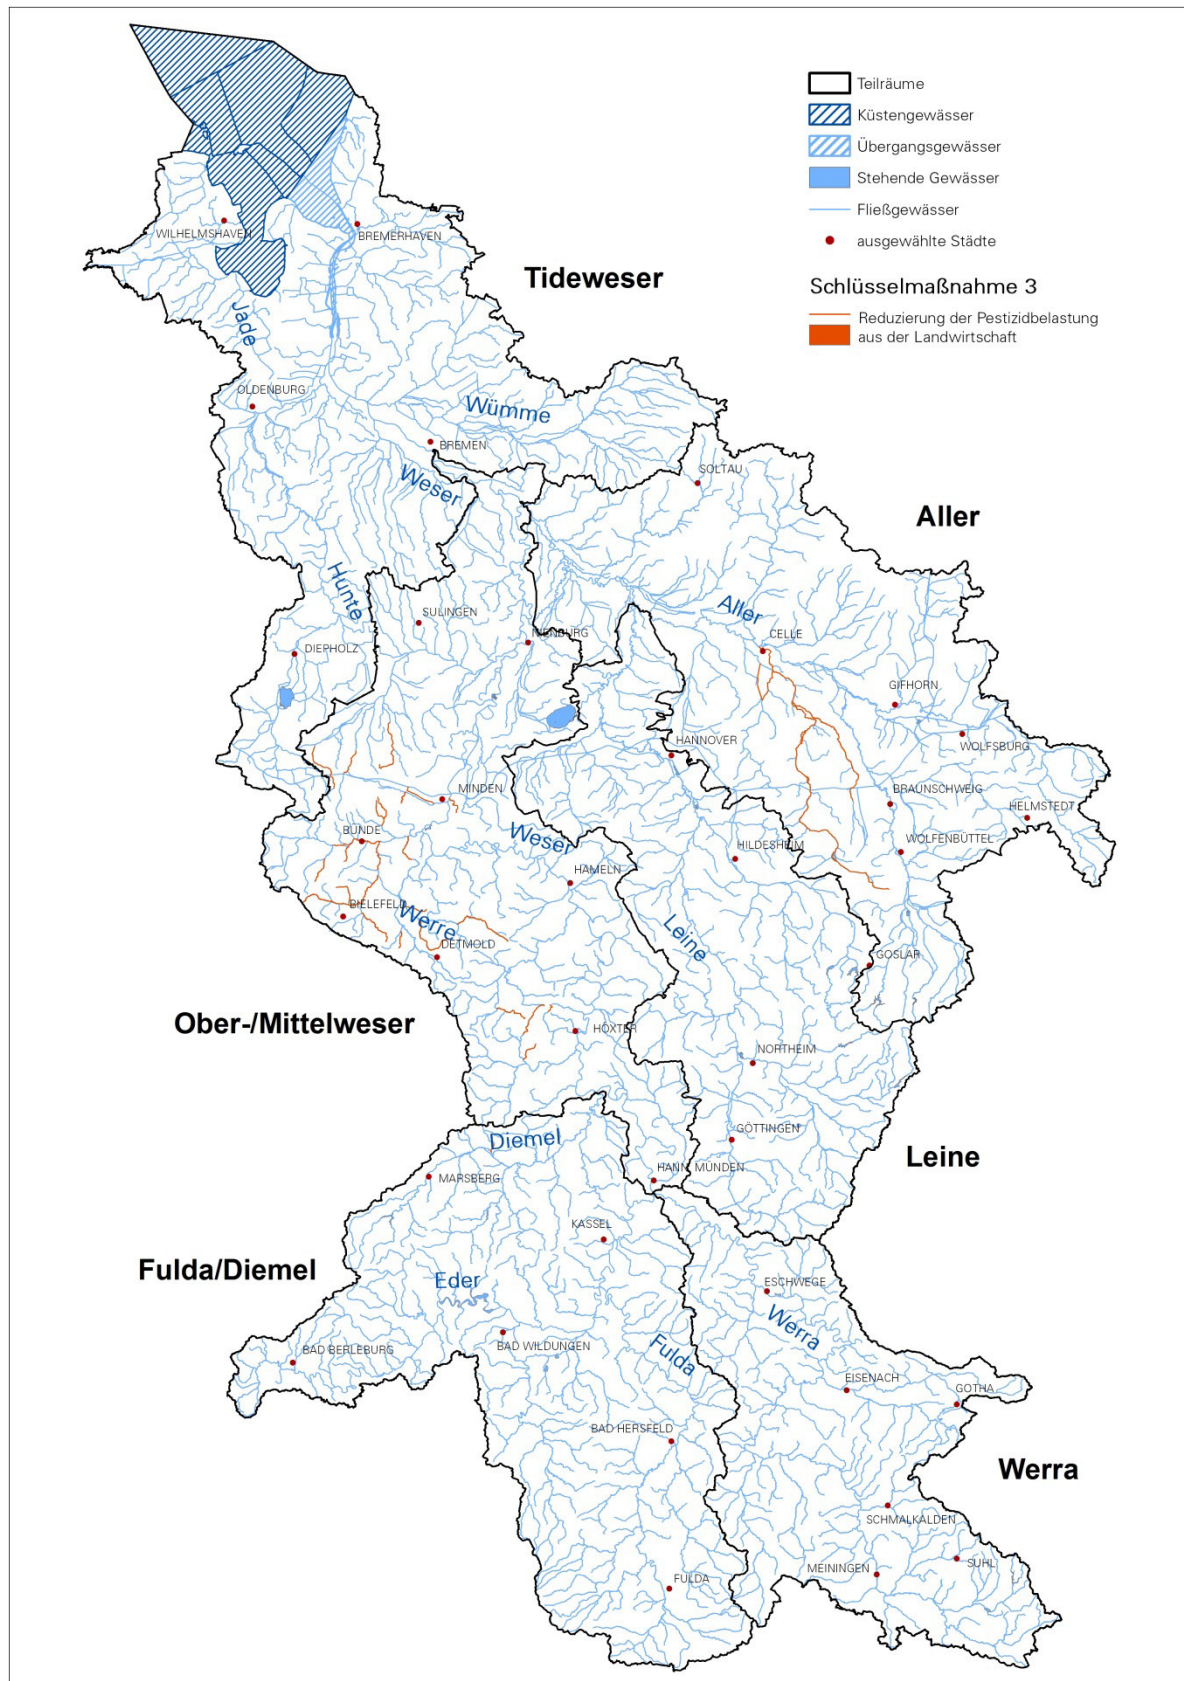 Teilräume
Küstengewässer
Übergangsgewässer
Stehende Gewässer
Fließgewässer
ausgewählte Städte
Schlüsselmaßnahme 3
Reduzierung der Pestizidbelastung
aus der Landwirtschaft
WILHELMSHAVEN
BREMERHAVEN
Tideweser
Jade
OLDENBURG
Wümme
BREMEN
Weser
SOLTAU
Aller
Hunte
Aller
SULINGEN
NIENBURG
CELLE
DIEPHOLZ
GIFHORN
HANNOVER
WOLFSBURG
MINDEN
BRAUNSCHWEIG
HELMSTEDT
BÜNDE
Weser
HILDESHEIM
WOLFENBÜTTEL
HAMELN
BIELEFELD
Werre
Leine
DETMOLD
GOSLAR
Ober-/Mittelweser
HÖXTER
NORTHEIM
GÖTTINGEN
Diemel
Leine
MARSBERG
HANN. MÜNDEN
KASSEL
Fulda/Diemel
Eder
ESCHWEGE
Werra
BAD BERLEBURG
BAD WILDUNGEN
Fulda
EISENACH
GOTHA
BAD HERSFELD
Werra
SCHMALKALDEN
MEININGEN
SUHL
FULDA